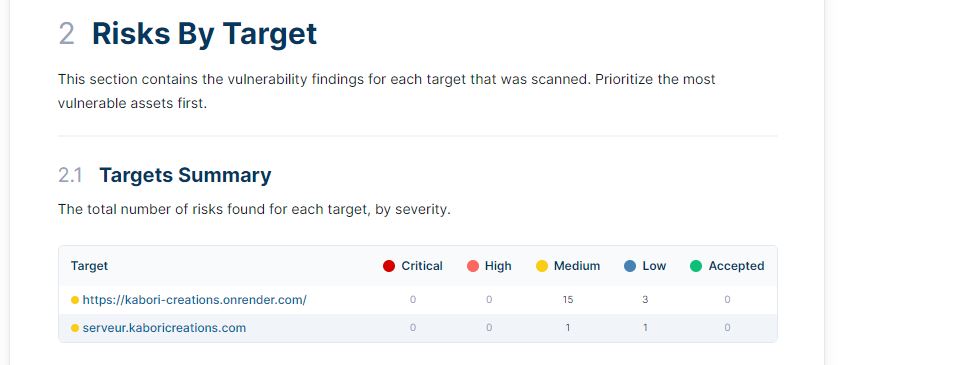 2 Risks By Target
This section contains the vulnerability findings for each target that was scanned. Prioritize the most
vulnerable assets first.
2.1 Targets Summary
The total number of risks found for each target, by severity.
Target Critical High Medium Low Accepted
https://kabori-creations.onrender.com/ 0 0 15 3 0
serveur.kaboricreations.com 0 0 1 1 0